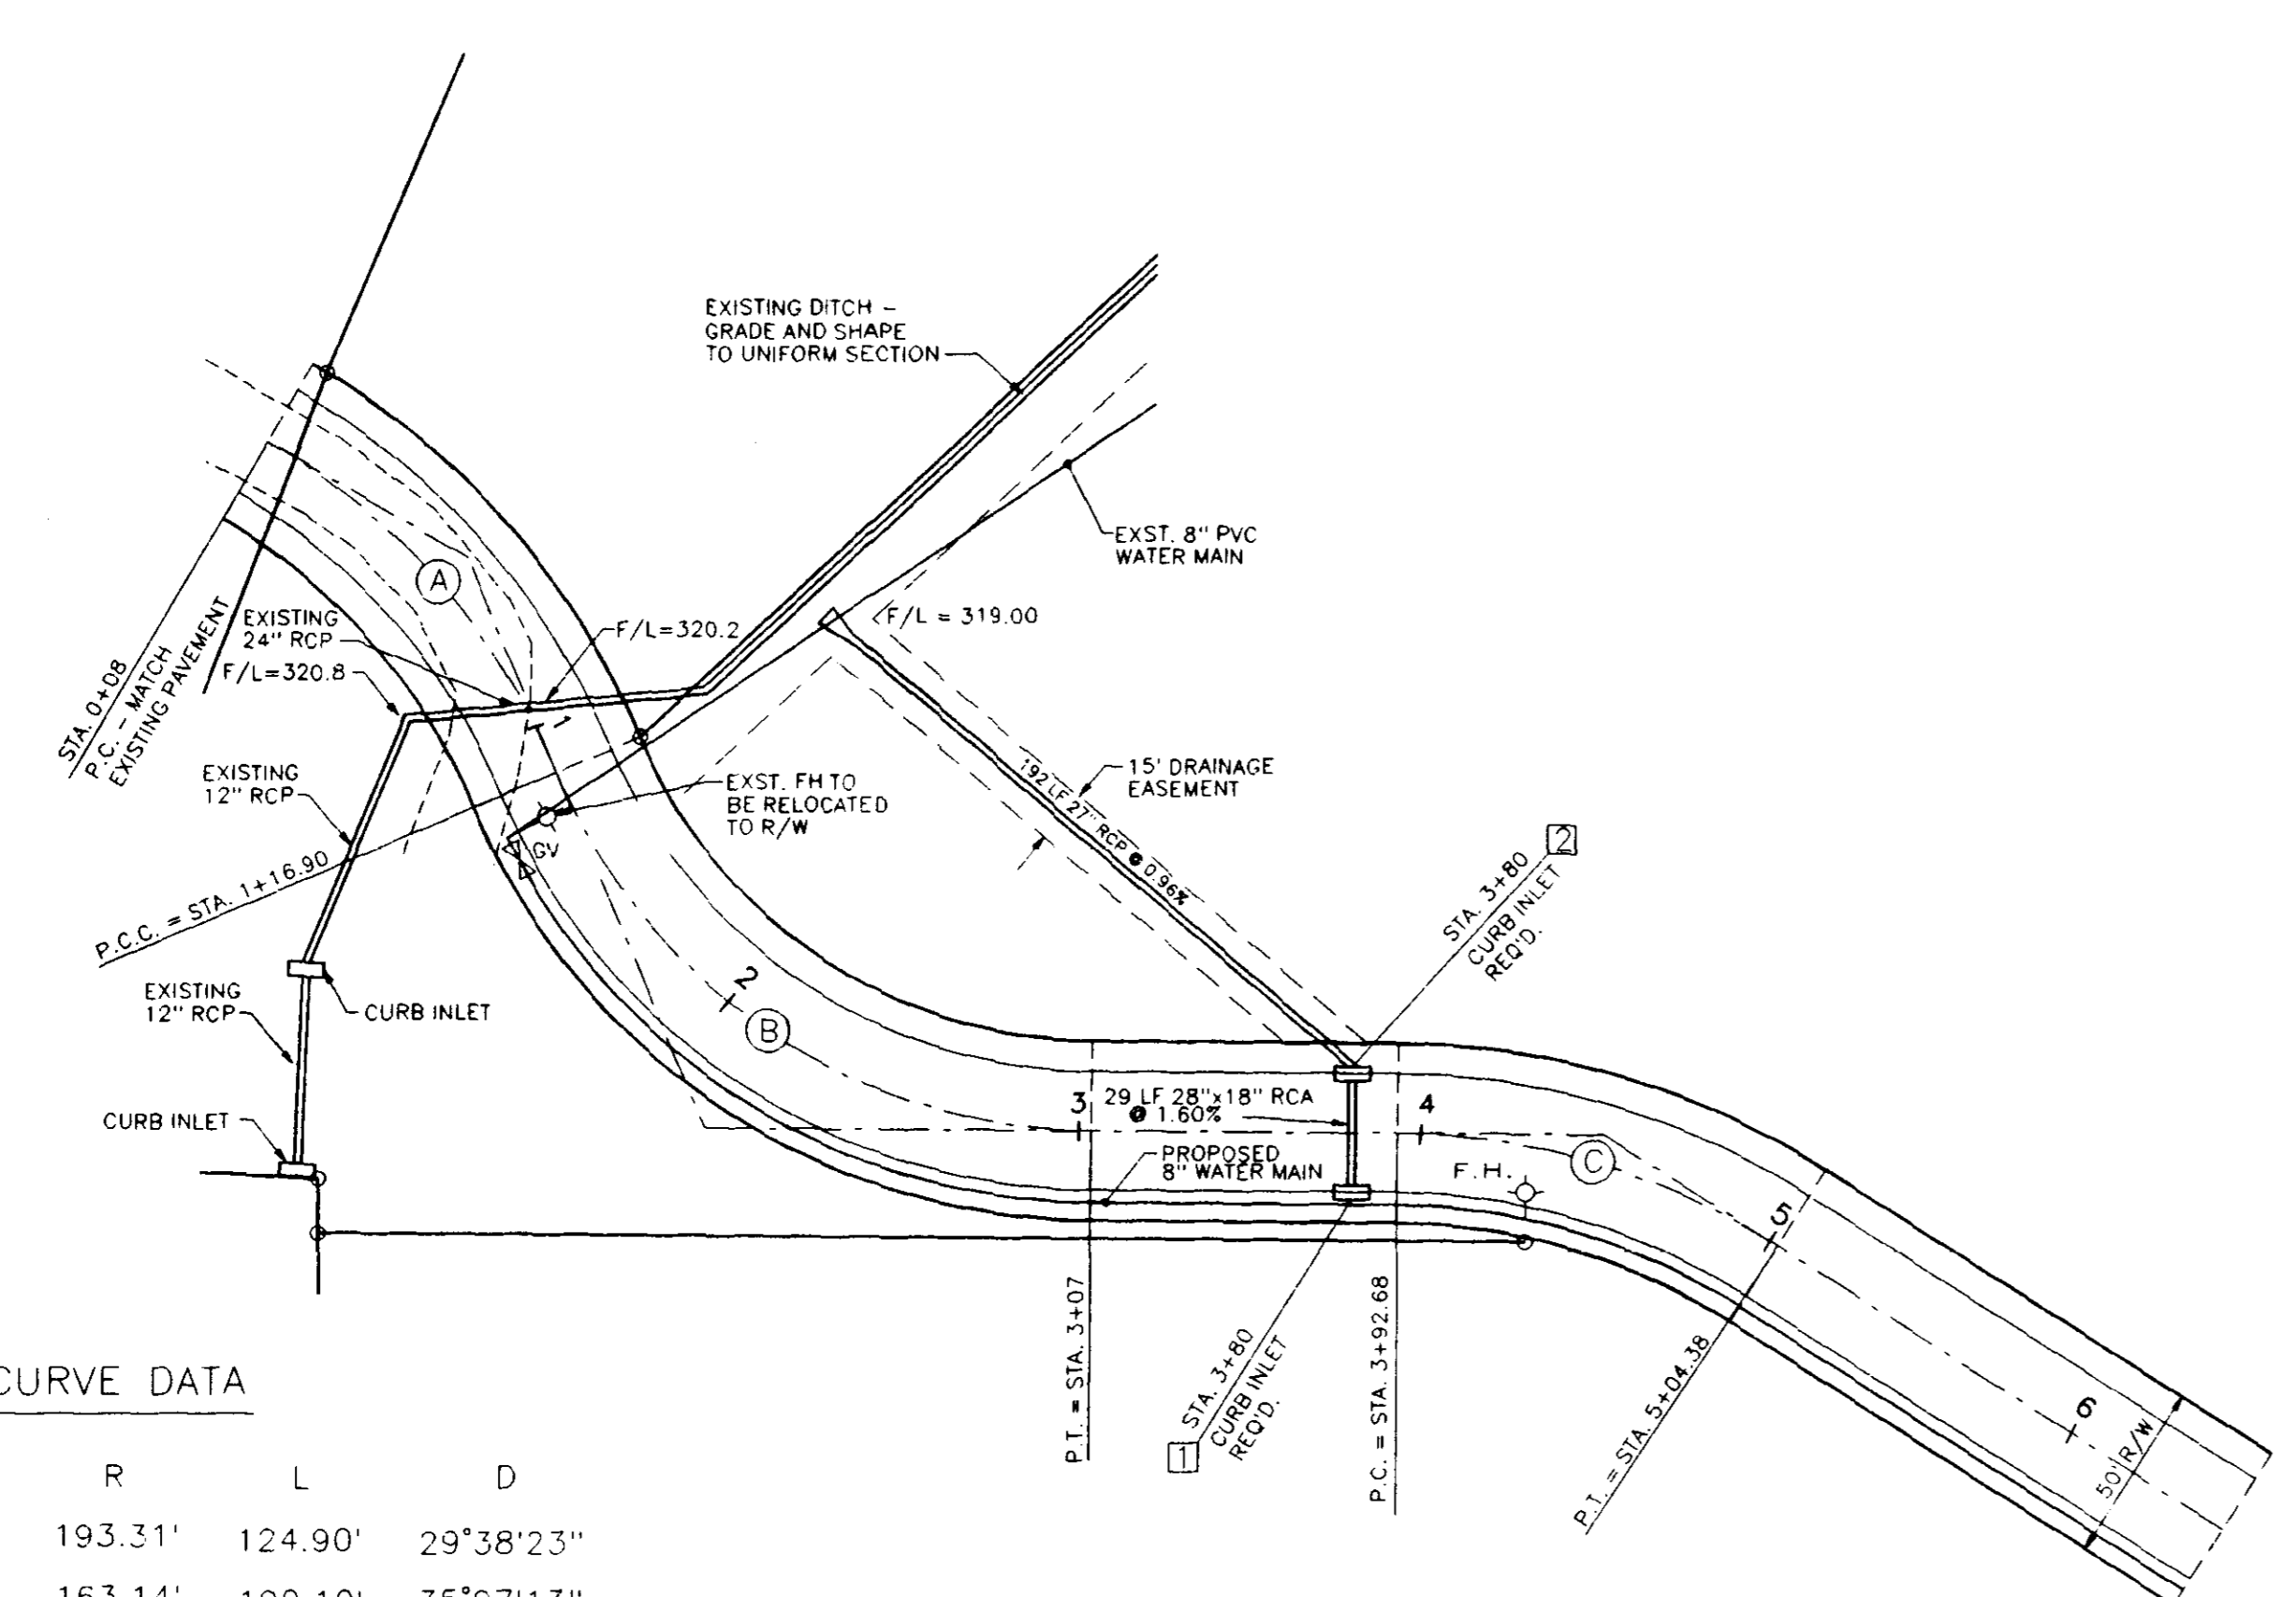 EXISTING DITCH –
GRADE AND SHAPE
TO UNIFORM SECTION
EXST. 8" PVC
WATER MAIN
A
EXISTING
24" RCP
F/L=320.2
F/L = 319.00
F/L=320.8
STA. 0+08
P.C. – MATCH
EXISTING PAVEMENT
EXISTING
12" RCP
EXST. FH TO
BE RELOCATED
TO R/W
15' DRAINAGE
EASEMENT
192 LF 27" RCP @ 0.96%
GV
P.C.C. = STA. 1+16.90
STA. 3+80
CURB INLET
REQ'D.
2
EXISTING
12" RCP
CURB INLET
2
B
CURB INLET
3
29 LF 28"x18" RCA
@ 1.60%
4
PROPOSED
8" WATER MAIN
F.H.
C
5
P.T. = STA. 3+07
STA. 3+80
CURB INLET
REQ'D.
1
P.C. = STA. 3+92.68
P.T. = STA. 5+04.38
6
50' R/W
CURVE DATA
R L D
193.31' 124.90' 29°38'23"
163.14'